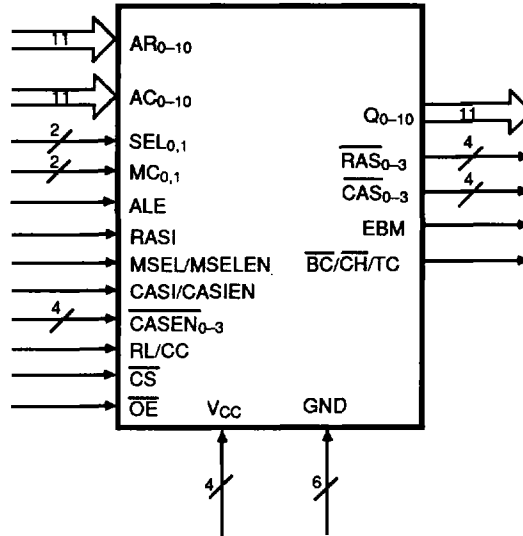 11 AR0–10
11 AC0–10
2 SEL0,1
2 MC0,1
ALE
RASI
MSEL/MSELEN
CASI/CASIEN
4 CASEN0–3
RL/CC
CS
OE
VCC
GND
4
6
Q0–10 11
RAS0–3 4
CAS0–3 4
EBM
BC/CH/TC